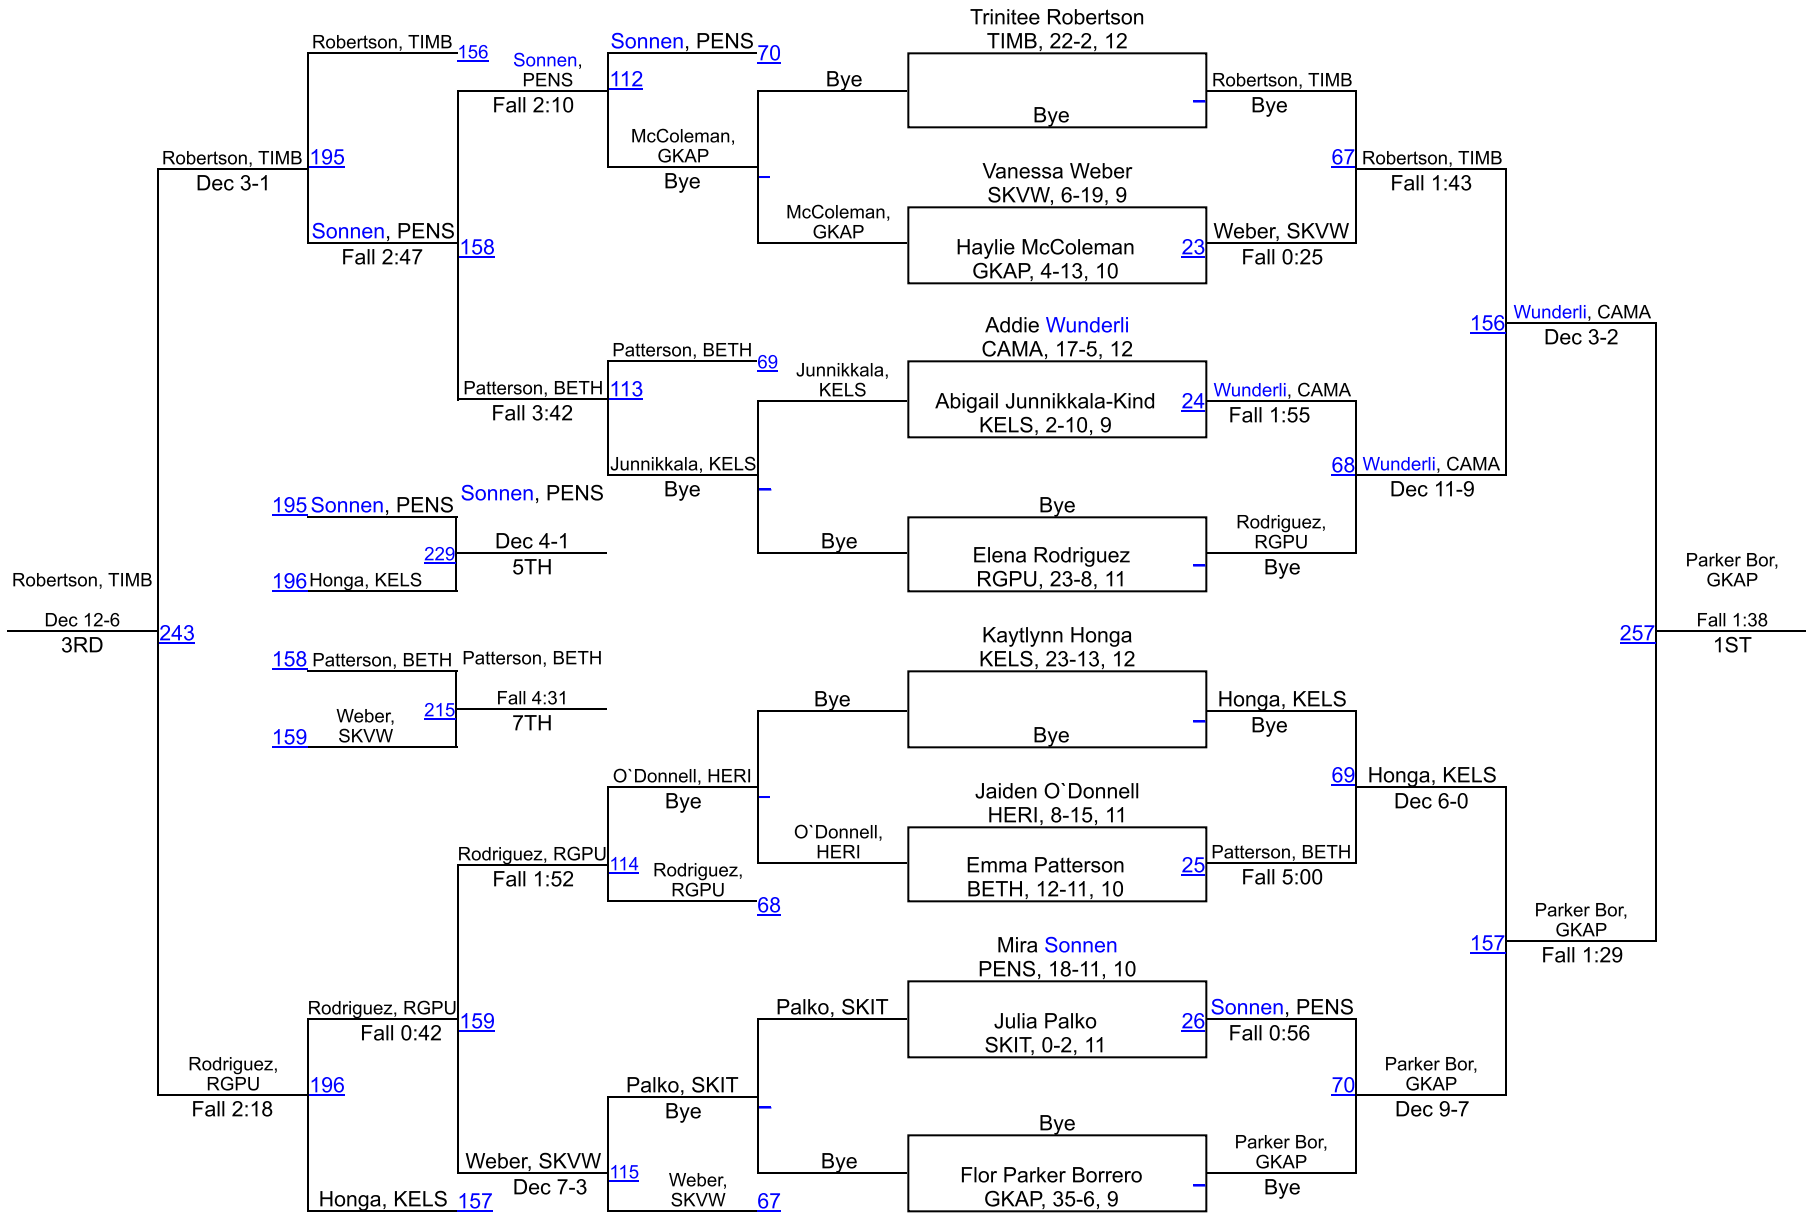 Trinitee Robertson
TIMB, 22-2, 12
Bye
Vanessa Weber
SKVW, 6-19, 9
Haylie McColeman
GKAP, 4-13, 10
23
Addie Wunderli
CAMA, 17-5, 12
Abigail Junnikkala-Kind
KELS, 2-10, 9
24
Bye
Elena Rodriguez
RGPU, 23-8, 11
Kaytlynn Honga
KELS, 23-13, 12
Bye
Jaiden O`Donnell
HERI, 8-15, 11
Emma Patterson
BETH, 12-11, 10
25
Mira Sonnen
PENS, 18-11, 10
Julia Palko
SKIT, 0-2, 11
26
Bye
Flor Parker Borrero
GKAP, 35-6, 9
Robertson, TIMB
Bye
67
Weber, SKVW
Fall 0:25
Wunderli, CAMA
Fall 1:55
68
Rodriguez,
RGPU
Bye
Honga, KELS
Bye
69
Patterson, BETH
Fall 5:00
Sonnen, PENS
Fall 0:56
70
Parker Bor,
GKAP
Bye
Robertson, TIMB
Fall 1:43
156
Wunderli, CAMA
Dec 11-9
Honga, KELS
Dec 6-0
157
Parker Bor,
GKAP
Dec 9-7
Wunderli, CAMA
Dec 3-2
257
Parker Bor,
GKAP
Fall 1:29
Parker Bor,
GKAP
Fall 1:38
1ST
Bye
McColeman,
GKAP
Junnikkala,
KELS
Bye
Bye
O`Donnell,
HERI
Palko, SKIT
Bye
Sonnen, PENS
70
112
McColeman,
GKAP
Bye
Patterson, BETH
69
113
Junnikkala, KELS
Bye
O`Donnell, HERI
Bye
114
Rodriguez,
RGPU
68
Palko, SKIT
Bye
115
Weber,
SKVW
67
Sonnen,
PENS
Fall 2:10
158
Patterson, BETH
Fall 3:42
Rodriguez, RGPU
Fall 1:52
159
Weber, SKVW
Dec 7-3
Robertson, TIMB
156
195
Sonnen, PENS
Fall 2:47
Rodriguez, RGPU
Fall 0:42
196
Honga, KELS
157
Robertson, TIMB
Dec 3-1
243
Rodriguez,
RGPU
Fall 2:18
Robertson, TIMB
Dec 12-6
3RD
195
Sonnen, PENS
229
196
Honga, KELS
Sonnen, PENS
Dec 4-1
5TH
158
Patterson, BETH
215
159
Weber,
SKVW
Patterson, BETH
Fall 4:31
7TH